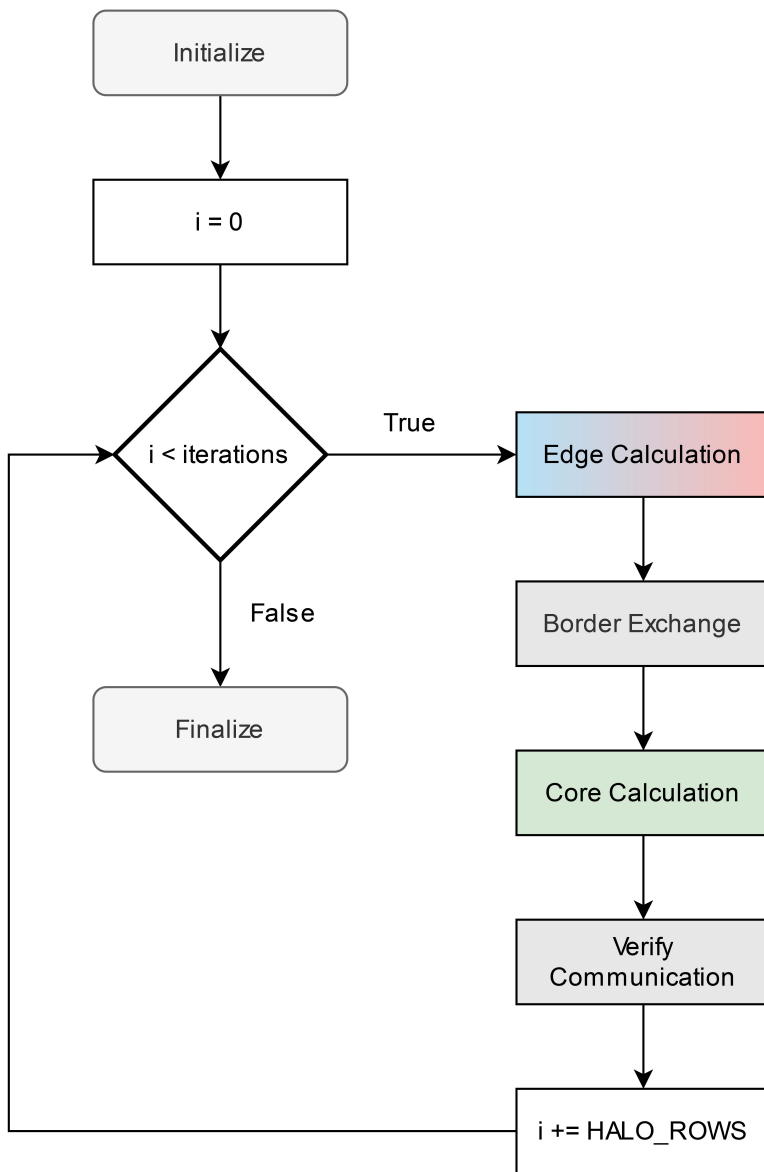 Initialize
i = 0
i < iterations
True
Edge Calculation
Border Exchange
False
Finalize
Core Calculation
Verify
Communication
i += HALO_ROWS